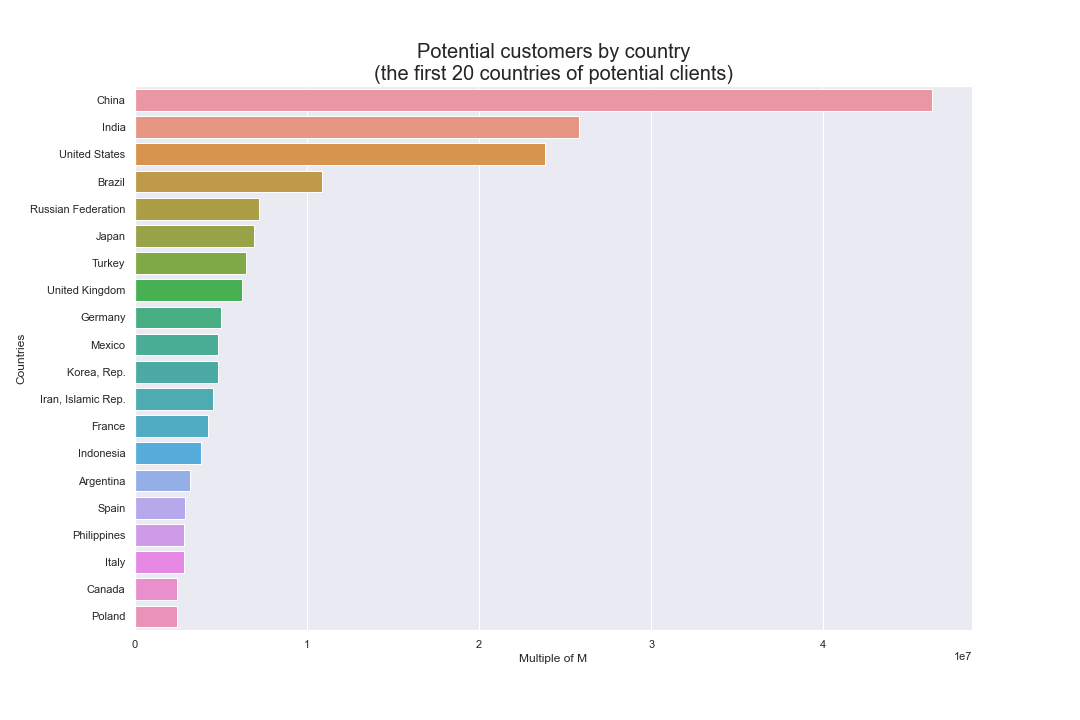 Potential customers by country
(the first 20 countries of potential clients)
China
India
United States
Brazil
Russian Federation
Japan
Turkey
United Kingdom
Germany
Mexico
Korea, Rep.
Iran, Islamic Rep.
France
Indonesia
Argentina
Spain
Philippines
Italy
Canada
Poland
Countries
0 1 2 3 4
1e7
Multiple of M